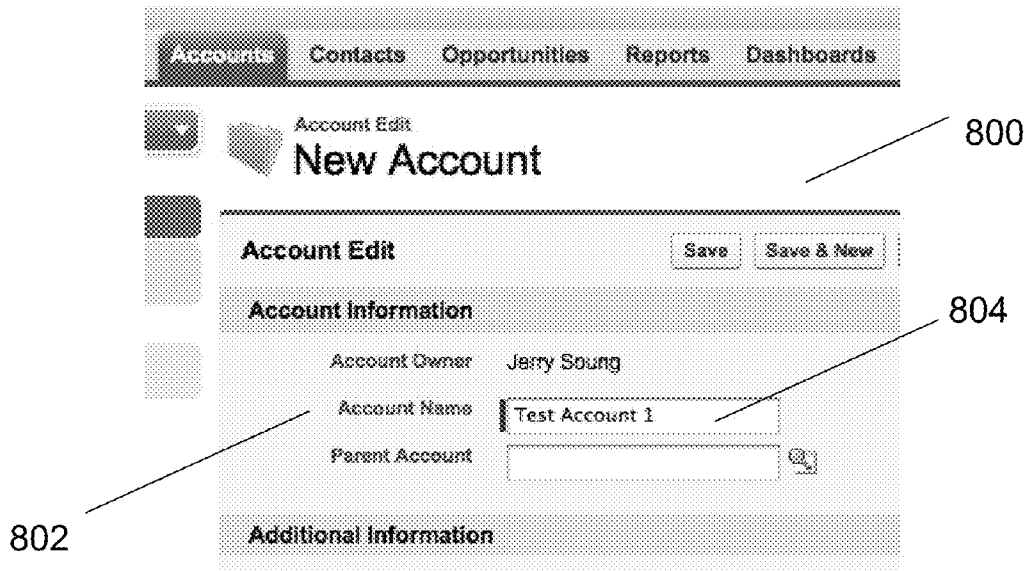 Accounts Contacts Opportunities Reports Dashboards
Account Edit
New Account
800
Account Edit Save Save & New
Account Information
804
Account Owner Jerry Soung
Account Name Test Account 1
Parent Account
802
Additional Information